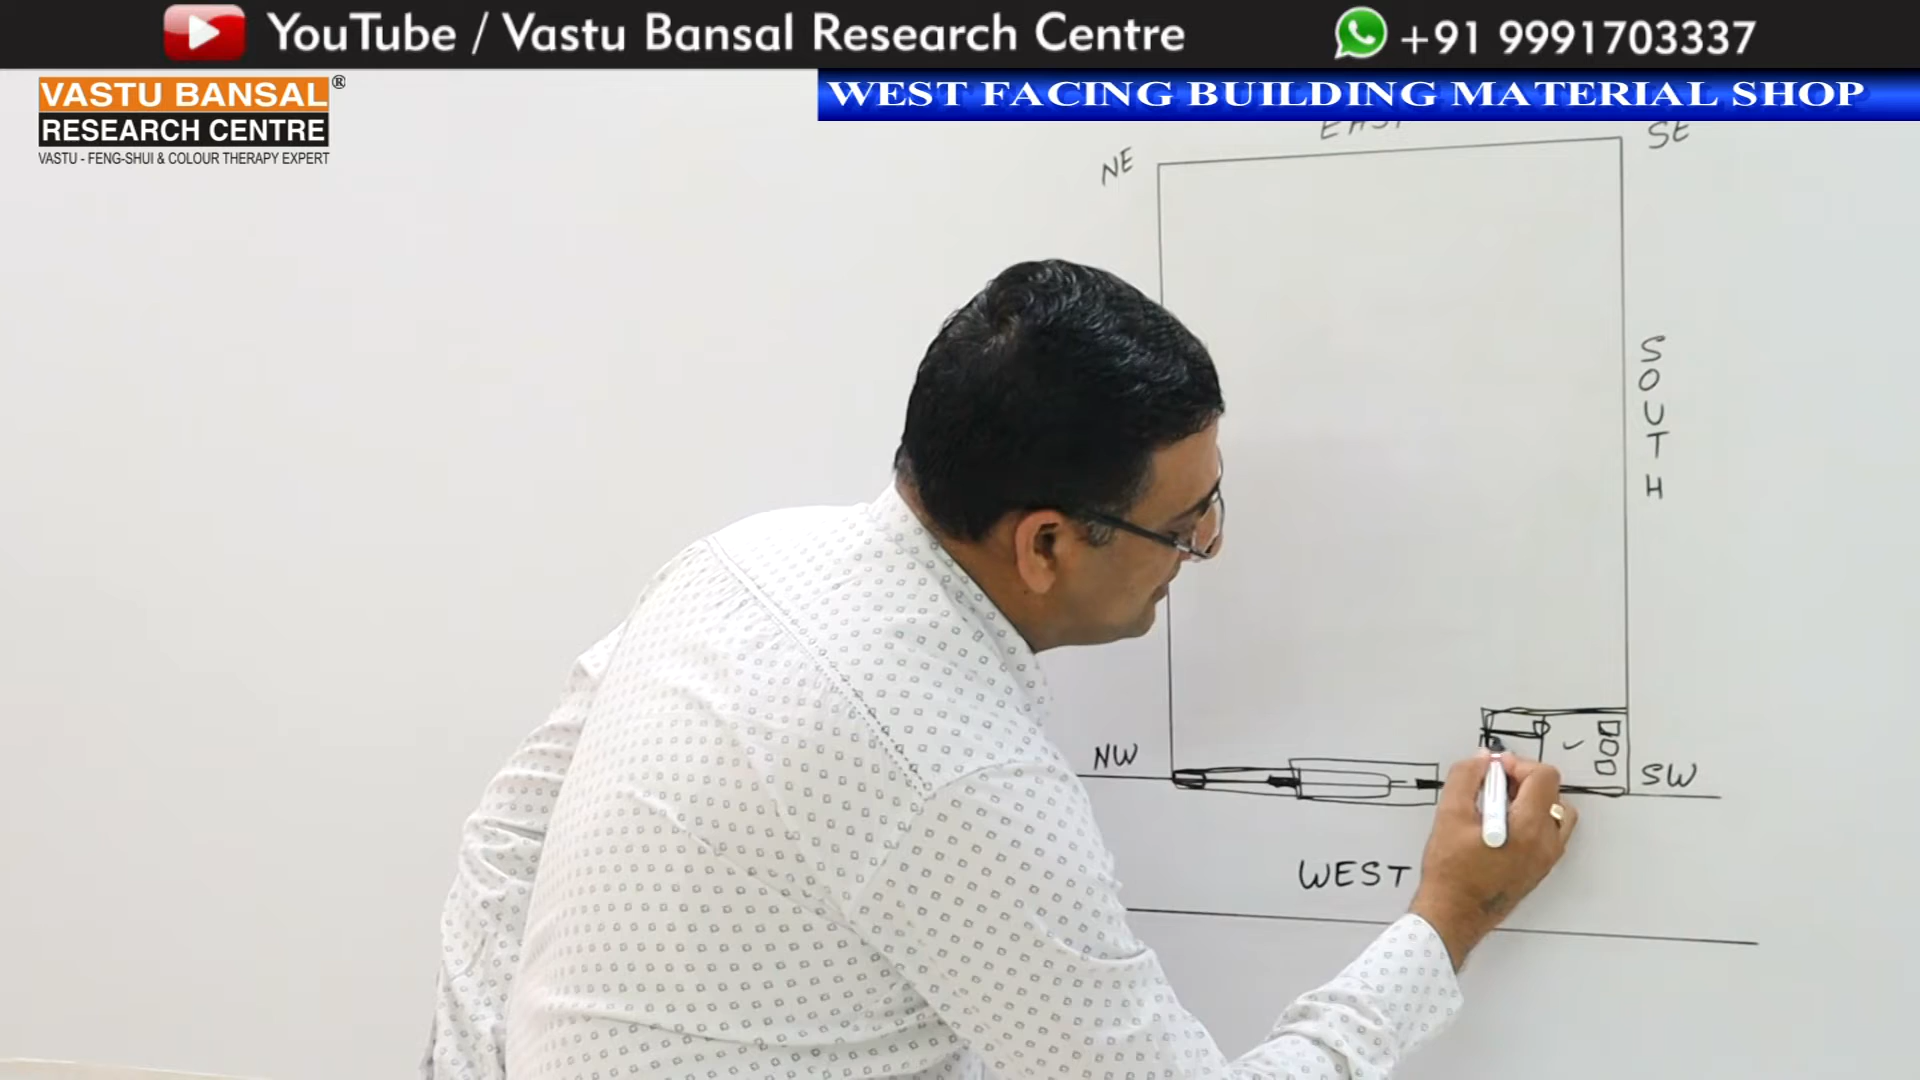 YouTube / Vastu Bansal Research Centre
+91 9991703337
VASTU BANSAL®
RESEARCH CENTRE
VASTU - FENG-SHUI & COLOUR THERAPY EXPERT
WEST FACING BUILDING MATERIAL SHOP
EAST
SE
NE
SOUTH
NW
SW
WEST